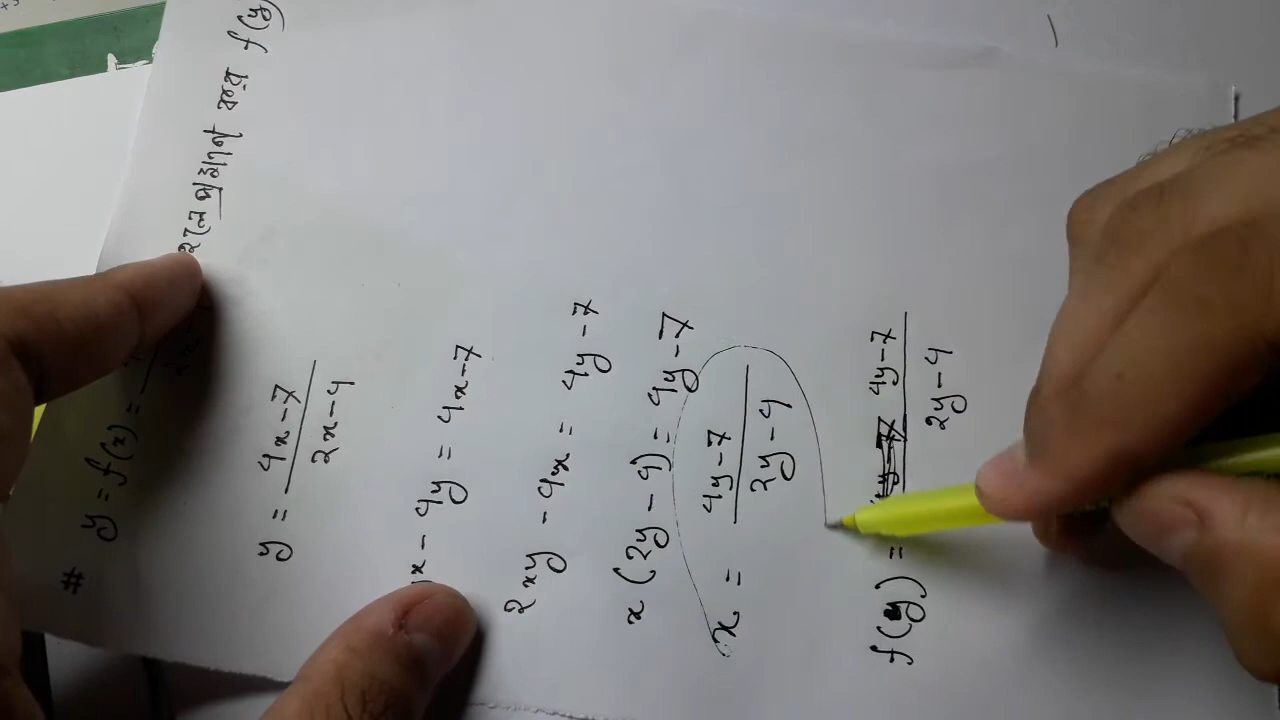 # y = f(x) =
হলে প্রমাণ কর f(y)
y = 4x-7 / 2x-4
x - 4y = 4x-7
2xy - 4x = 4y-7
x (2y-4) = 4y-7
x = 4y-7 / 2y-4
f(y) = 4y-7 / 2y-4